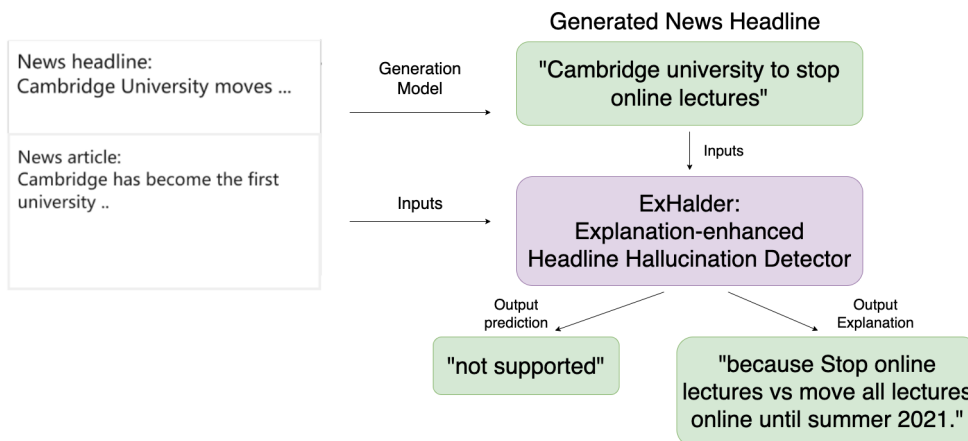 Generated News Headline
News headline:
Cambridge University moves ...
Generation
Model
"Cambridge university to stop
online lectures"
News article:
Cambridge has become the first
university ..
Inputs
Inputs
ExHalder:
Explanation-enhanced
Headline Hallucination Detector
Output
prediction
Output
Explanation
"not supported"
"because Stop online
lectures vs move all lectures
online until summer 2021."